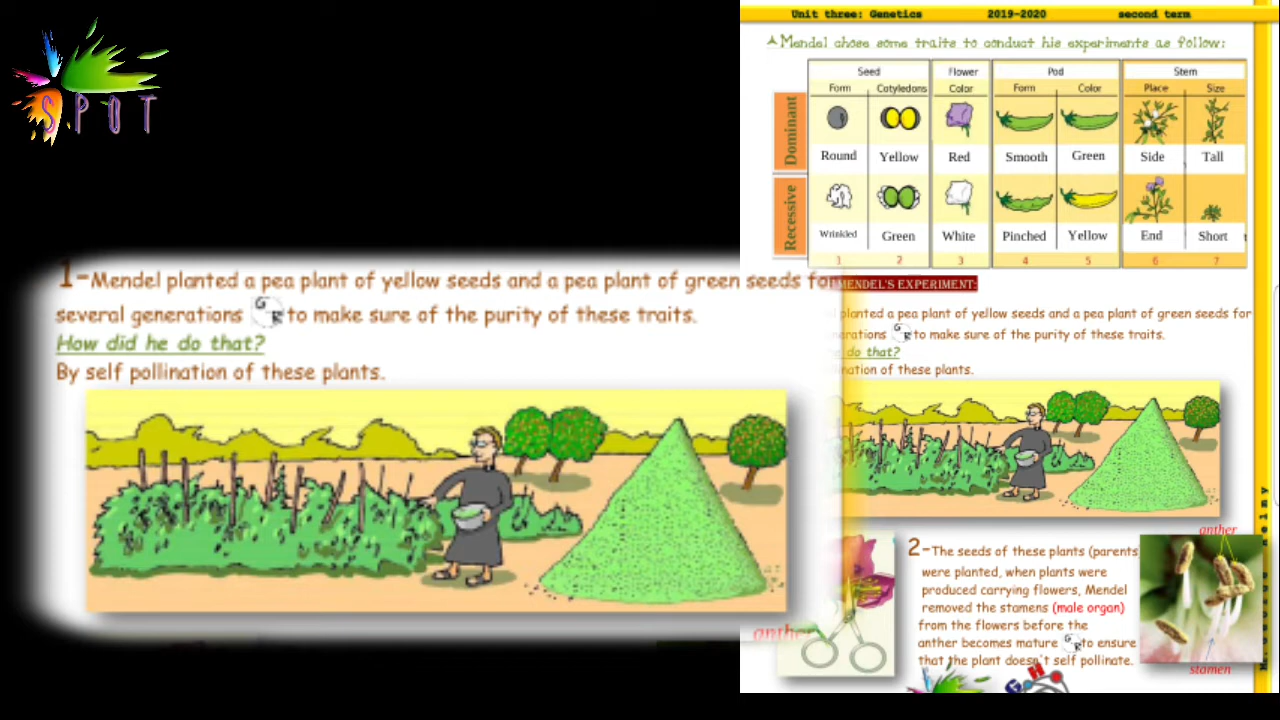 SPOT
Unit three: Genetics 2019-2020 second term
Mendel chose some traits to conduct his experiments as follow:
Seed Flower Pod Stem
Form Cotyledons Color Form Color Place Size
Dominant
Round Yellow Red Smooth Green Side Tall
Recessive
Wrinkled Green White Pinched Yellow End Short
1 2 3 4 5 6 7
1-Mendel planted a pea plant of yellow seeds and a pea plant of green seeds for
several generations GR to make sure of the purity of these traits.
How did he do that?
By self pollination of these plants.
anther
MENDEL'S EXPERIMENT:
planted a pea plant of yellow seeds and a pea plant of green seeds for
nerations GR to make sure of the purity of these traits.
do that?
nation of these plants.
2-The seeds of these plants (parents
were planted, when plants were
produced carrying flowers, Mendel
removed the stamens (male organ)
from the flowers before the
anther becomes mature GR to ensure
that the plant doesn't self pollinate.
anther
stamen
G H